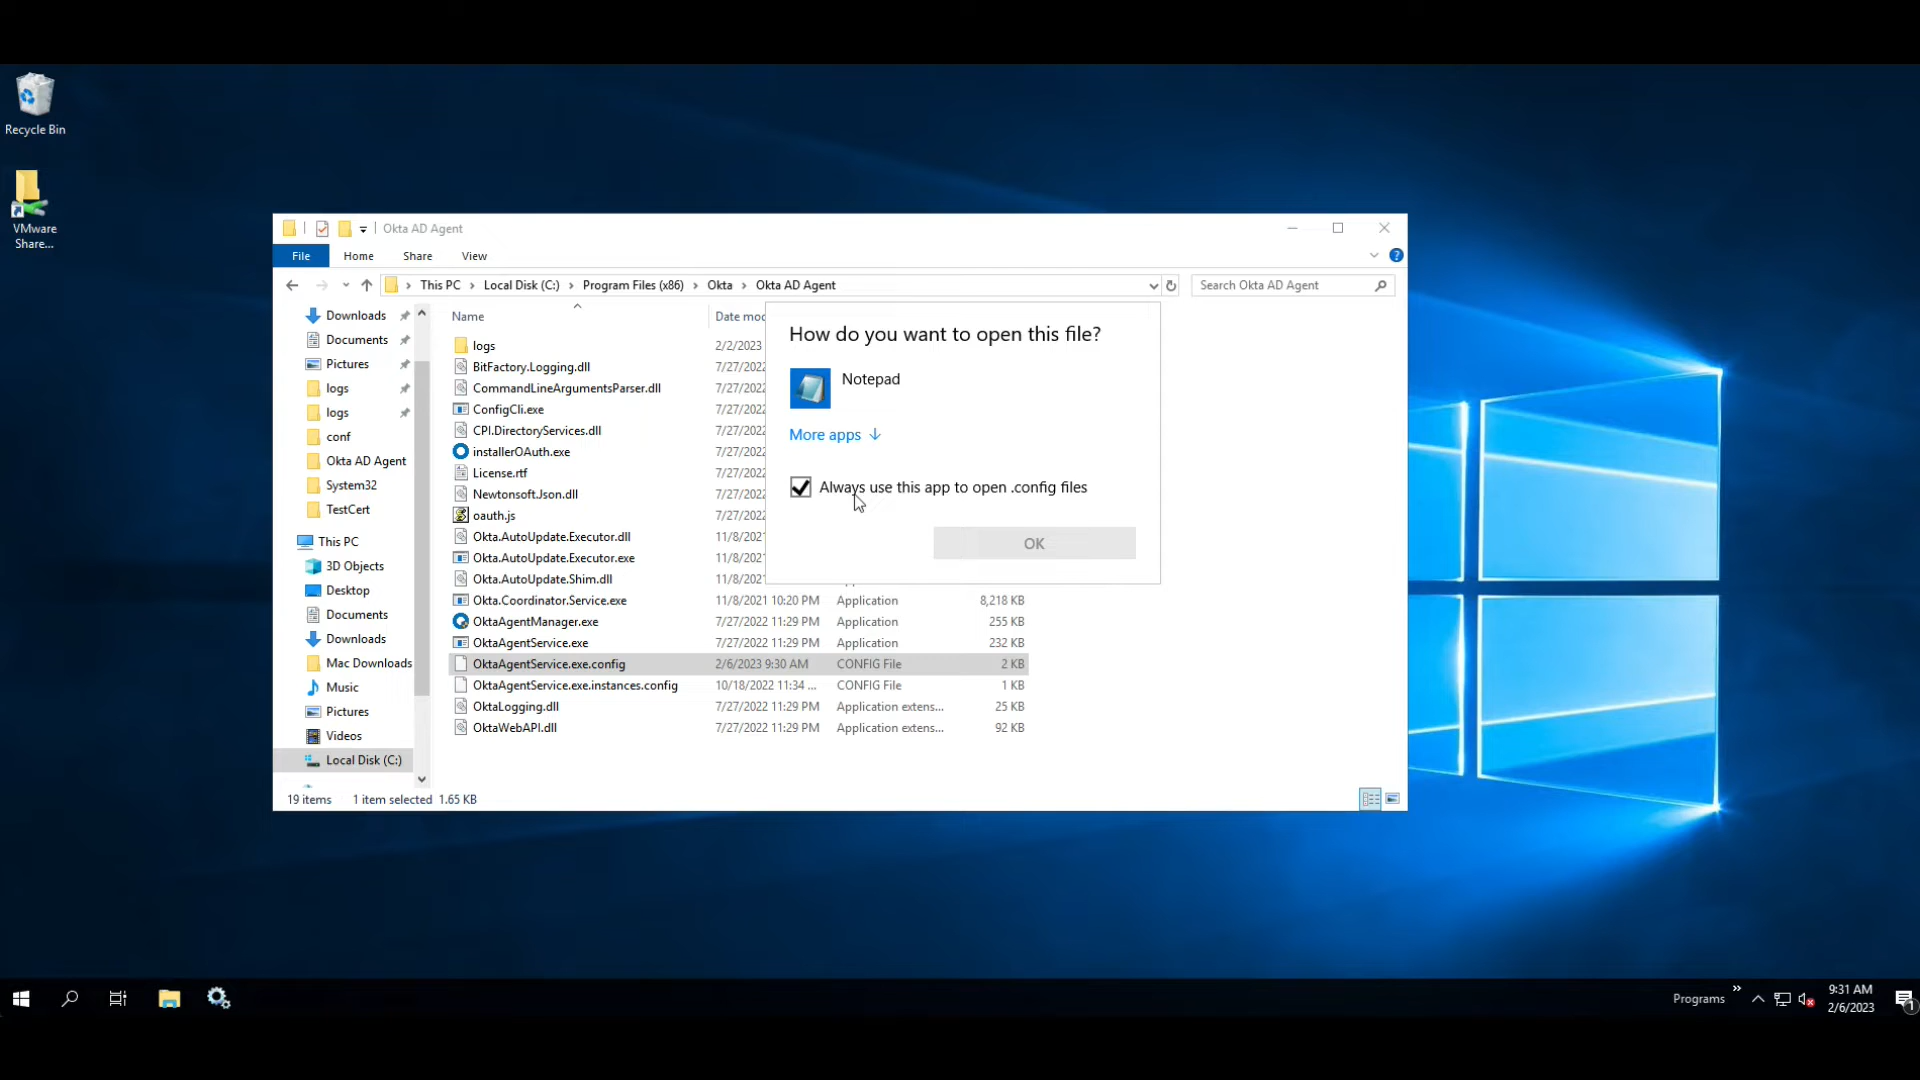 Recycle Bin
VMware
Share...
Okta AD Agent
File Home Share View
This PC Local Disk (C:) Program Files (x86) Okta Okta AD Agent
Search Okta AD Agent
Downloads
Documents
Pictures
logs
logs
conf
Okta AD Agent
System32
TestCert
This PC
3D Objects
Desktop
Documents
Downloads
Mac Downloads
Music
Pictures
Videos
Local Disk (C:)
Name Date mod
logs 2/2/2023
BitFactory.Logging.dll 7/27/2022
CommandLineArgumentsParser.dll 7/27/2022
ConfigCli.exe 7/27/2022
CPI.DirectoryServices.dll 7/27/2022
installerOAuth.exe 7/27/2022
License.rtf 7/27/2022
Newtonsoft.Json.dll 7/27/2022
oauth.js 7/27/2022
Okta.AutoUpdate.Executor.dll 11/8/2021
Okta.AutoUpdate.Executor.exe 11/8/2021
Okta.AutoUpdate.Shim.dll 11/8/2021
Okta.Coordinator.Service.exe 11/8/2021 10:20 PM Application 8,218 KB
OktaAgentManager.exe 7/27/2022 11:29 PM Application 255 KB
OktaAgentService.exe 7/27/2022 11:29 PM Application 232 KB
OktaAgentService.exe.config 2/6/2023 9:30 AM CONFIG File 2 KB
OktaAgentService.exe.instances.config 10/18/2022 11:34 ... CONFIG File 1 KB
OktaLogging.dll 7/27/2022 11:29 PM Application extens... 25 KB
OktaWebAPI.dll 7/27/2022 11:29 PM Application extens... 92 KB
How do you want to open this file?
Notepad
More apps
Always use this app to open .config files
OK
19 items 1 item selected 1.65 KB
Programs
9:31 AM
2/6/2023
1